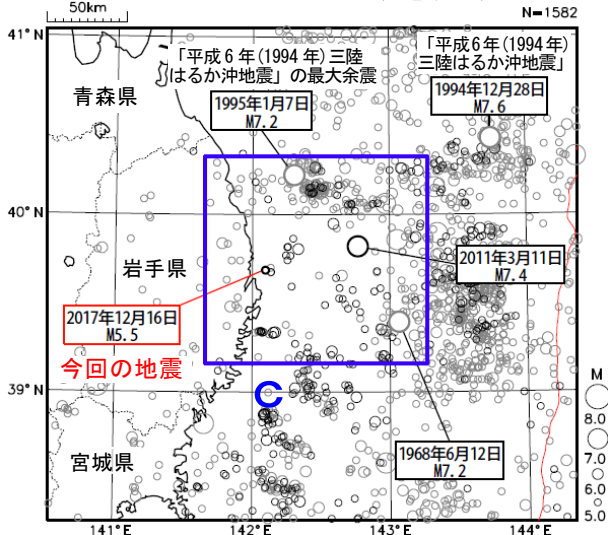 50km
N=1582
41°N
「平成６年(1994年)三陸
はるか沖地震」の最大余震
「平成６年(1994年)
三陸はるか沖地震」
青森県
1995年1月7日
M7.2
1994年12月28日
M7.6
40°N
岩手県
2011年3月11日
M7.4
2017年12月16日
M5.5
今回の地震
39°N
C
M
8.0
7.0
6.0
5.0
宮城県
1968年6月12日
M7.2
141°E
142°E
143°E
144°E